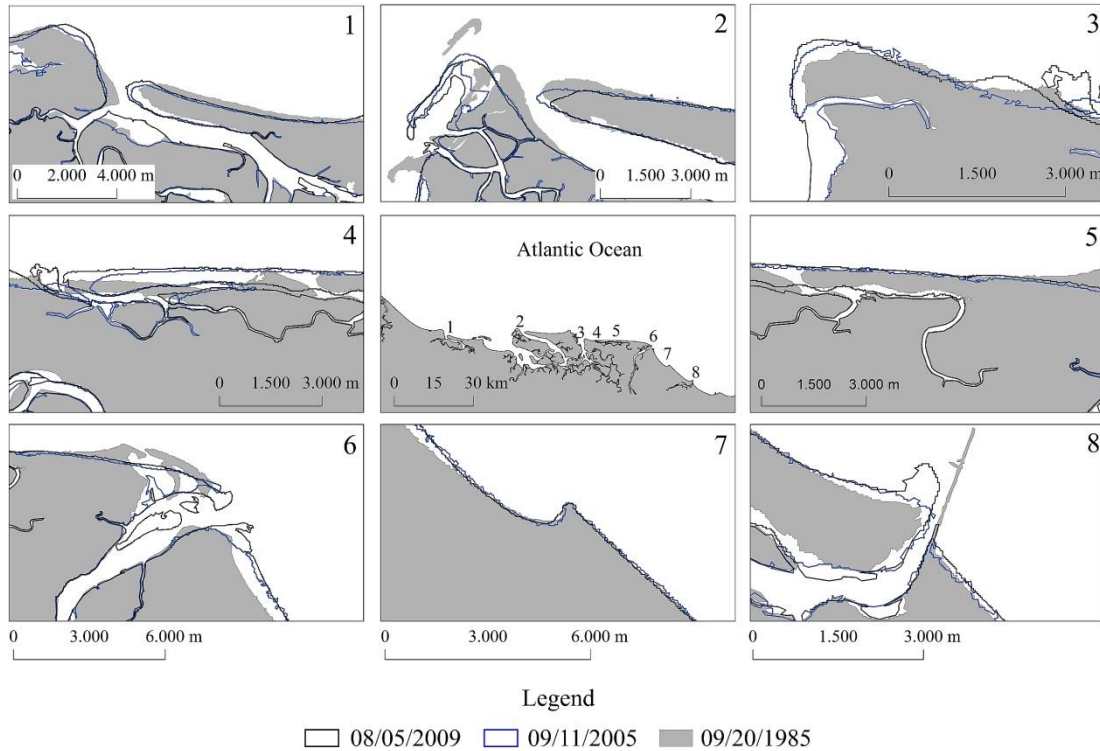 1
0 2.000 4.000 m
2
0 1.500 3.000 m
3
0 1.500 3.000 m
4
0 1.500 3.000 m
Atlantic Ocean
1 2 3 4 5 6 7 8
0 15 30 km
5
0 1.500 3.000 m
6
0 3.000 6.000 m
7
0 3.000 6.000 m
8
0 1.500 3.000 m
Legend
08/05/2009 09/11/2005 09/20/1985